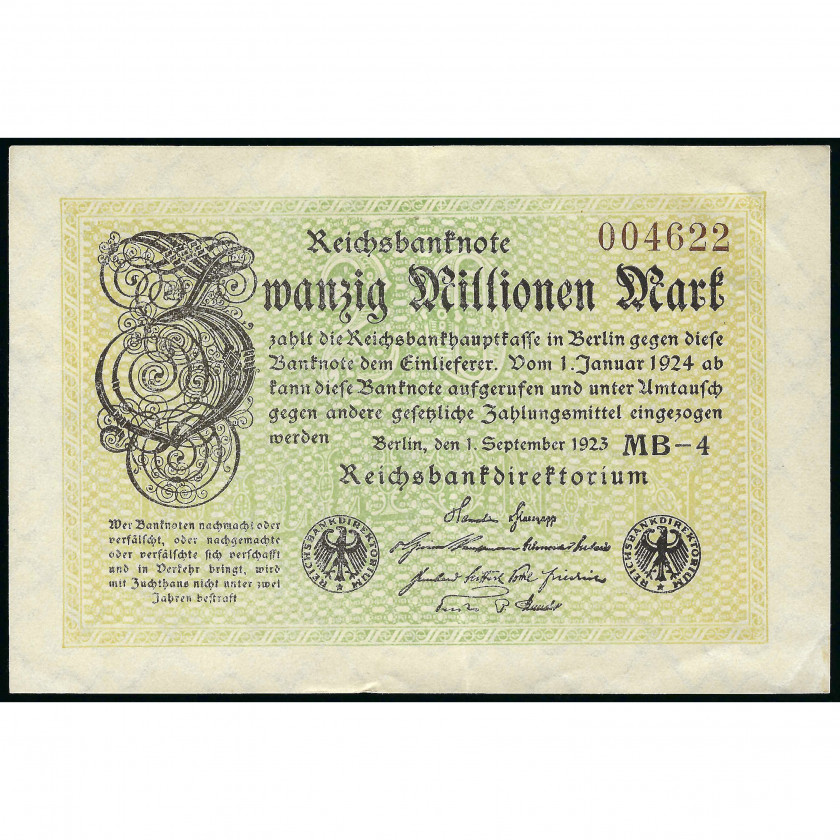 Reichsbanknote
004622
Zwanzig Millionen Mark
zahlt die Reichsbankhauptkasse in Berlin gegen diese
Banknote dem Einlieferer. Vom 1. Januar 1924 ab
kann diese Banknote aufgerufen und unter Umtausch
gegen andere gesetzliche Zahlungsmittel eingezogen
werden
Berlin, den 1. September 1923 MB-4
Reichsbankdirektorium
Wer Banknoten nachmacht oder
verfälscht, oder nachgemachte
oder verfälschte sich verschafft
und in Verkehr bringt, wird
mit Zuchthaus nicht unter zwei
Jahren bestraft
REICHSBANKDIREKTORIUM
REICHSBANKDIREKTORIUM